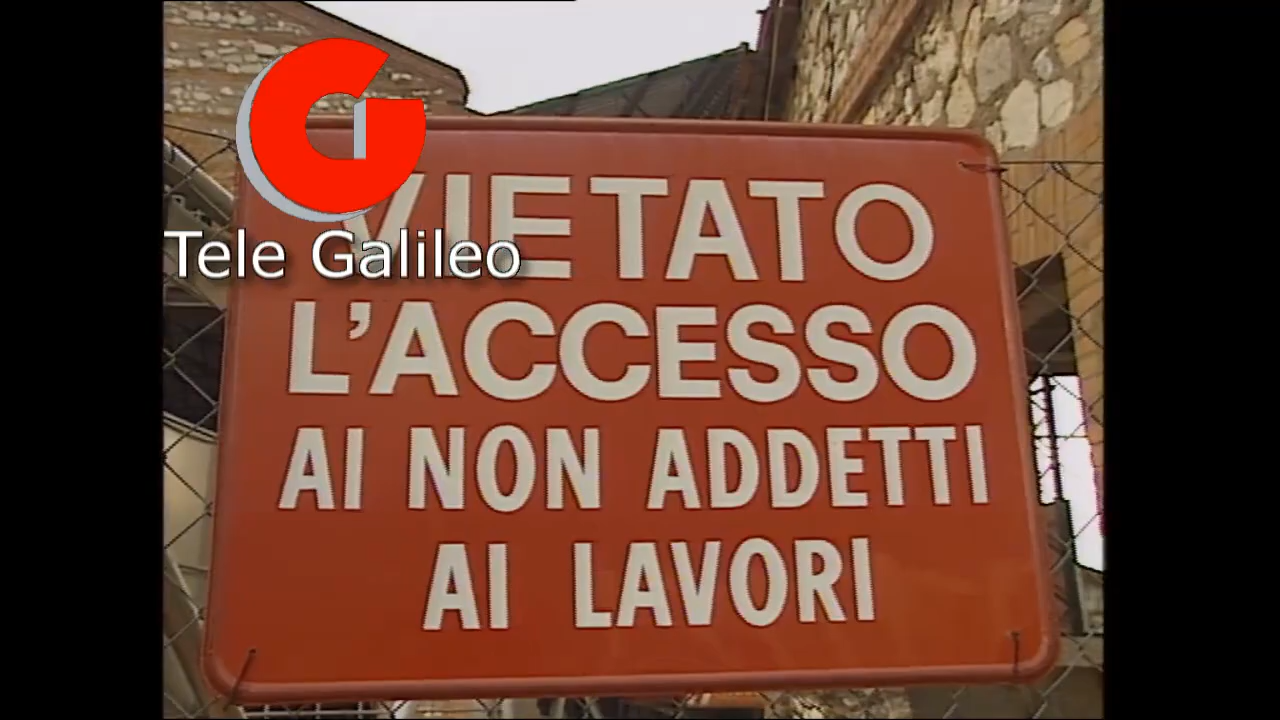 Tele Galileo
VIETATO
L'ACCESSO
AI NON ADDETTI
AI LAVORI